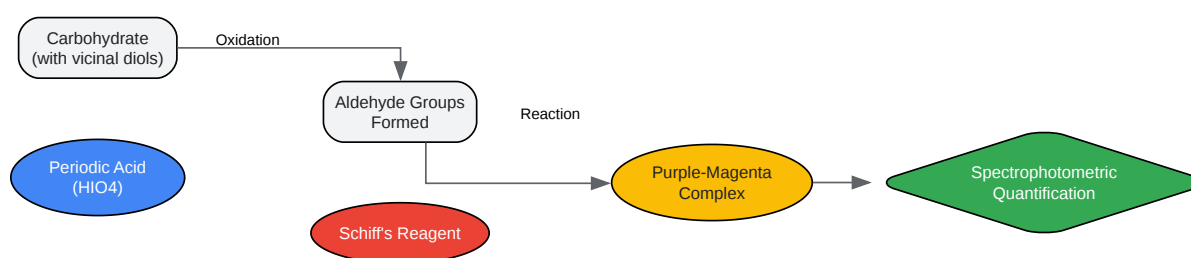 Carbohydrate
(with vicinal diols)
Oxidation
Aldehyde Groups
Formed
Reaction
Periodic Acid
(HIO4)
Purple-Magenta
Complex
Spectrophotometric
Quantification
Schiff's Reagent